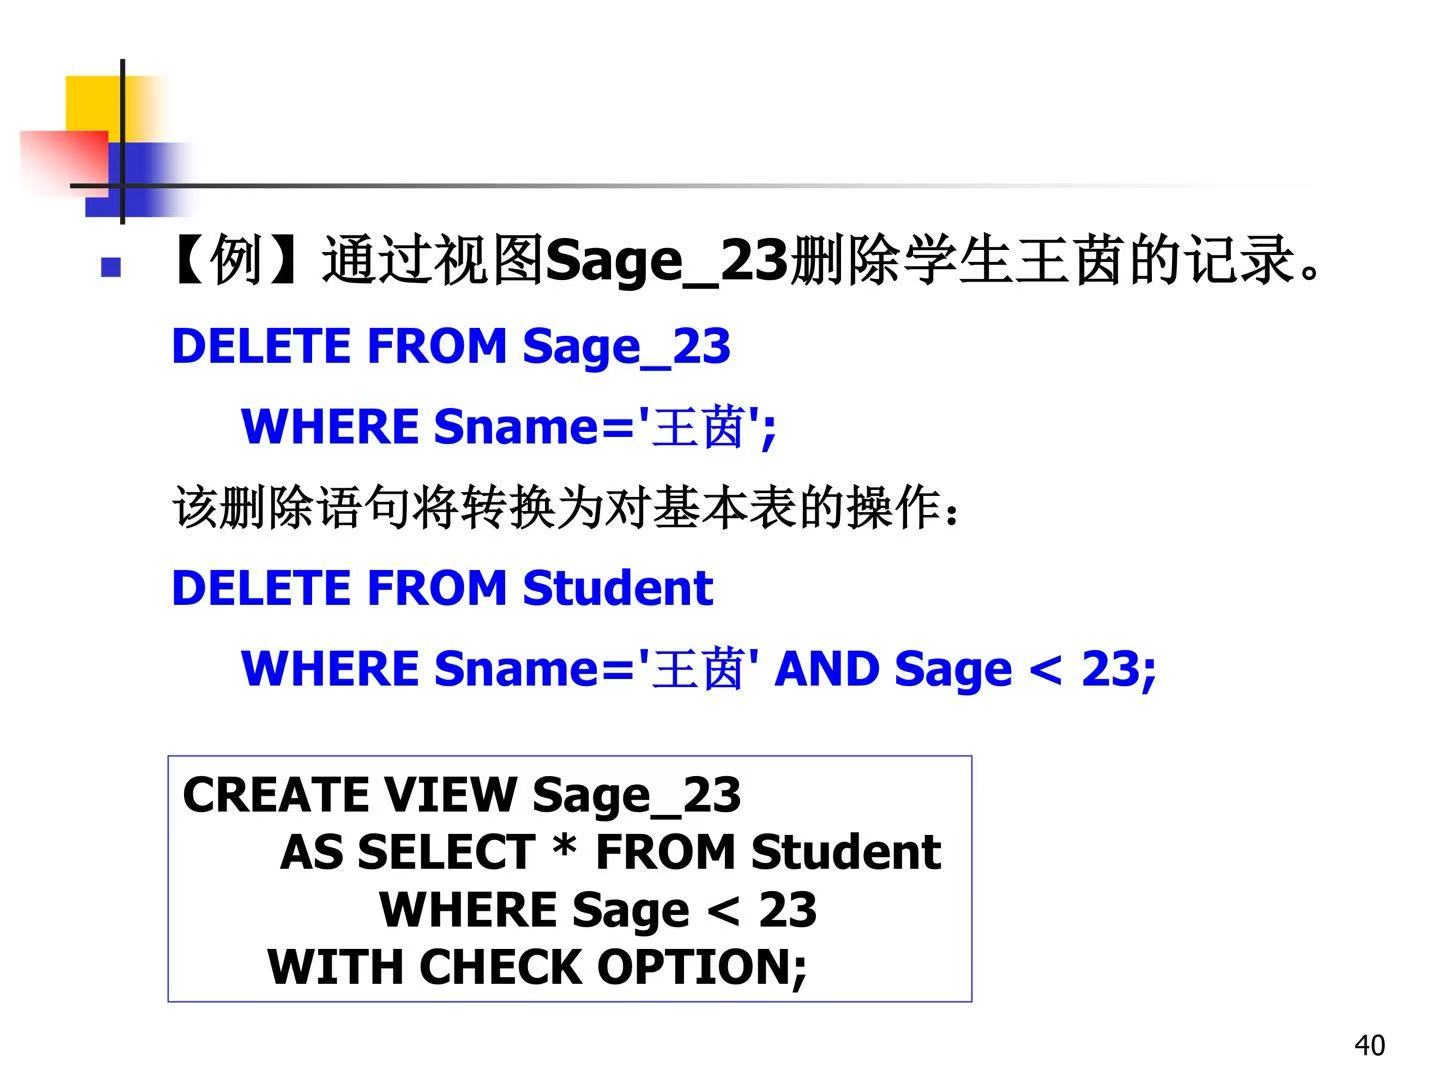 【例】通过视图Sage_23删除学生王茵的记录。
DELETE FROM Sage_23
WHERE Sname='王茵';
该删除语句将转换为对基本表的操作：
DELETE FROM Student
WHERE Sname='王茵' AND Sage < 23;
CREATE VIEW Sage_23
AS SELECT * FROM Student
WHERE Sage < 23
WITH CHECK OPTION;
40